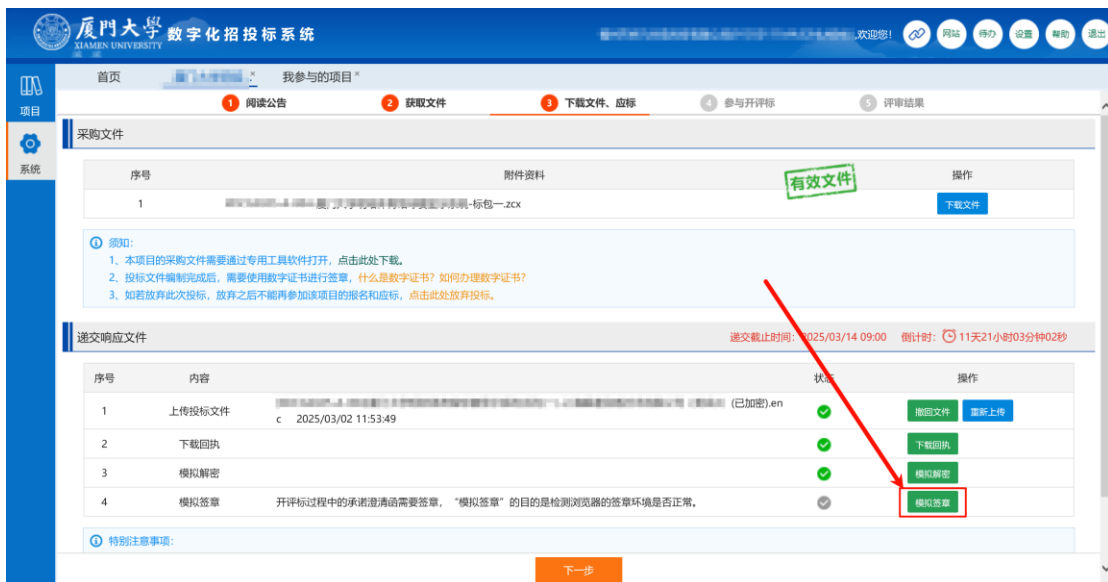 厦門大學 数字化招投标系统
XIAMEN UNIVERSITY
,欢迎您! 网站 待办 设置 帮助 退出
项目
系统
首页 我参与的项目
1 阅读公告 2 获取文件 3 下载文件、应标 4 参与开评标 5 评审结果
采购文件
序号 附件资料 操作
有效文件
1 -标包一.zcx 下载文件
须知:
1、本项目的采购文件需要通过专用工具软件打开，点击此处下载。
2、投标文件编制完成后，需要使用数字证书进行签章，什么是数字证书？如何办理数字证书？
3、如若放弃此次投标，放弃之后不能再参加该项目的报名和应标，点击此处放弃投标。
递交响应文件 递交截止时间：2025/03/14 09:00 倒计时：11天21小时03分钟02秒
序号 内容 状态 操作
1 上传投标文件 (已加密).en
c 2025/03/02 11:53:49 撤回文件 重新上传
2 下载回执 下载回执
3 模拟解密 模拟解密
4 模拟签章 开评标过程中的承诺澄清函需要签章，“模拟签章”的目的是检测浏览器的签章环境是否正常。 模拟签章
特别注意事项:
下一步